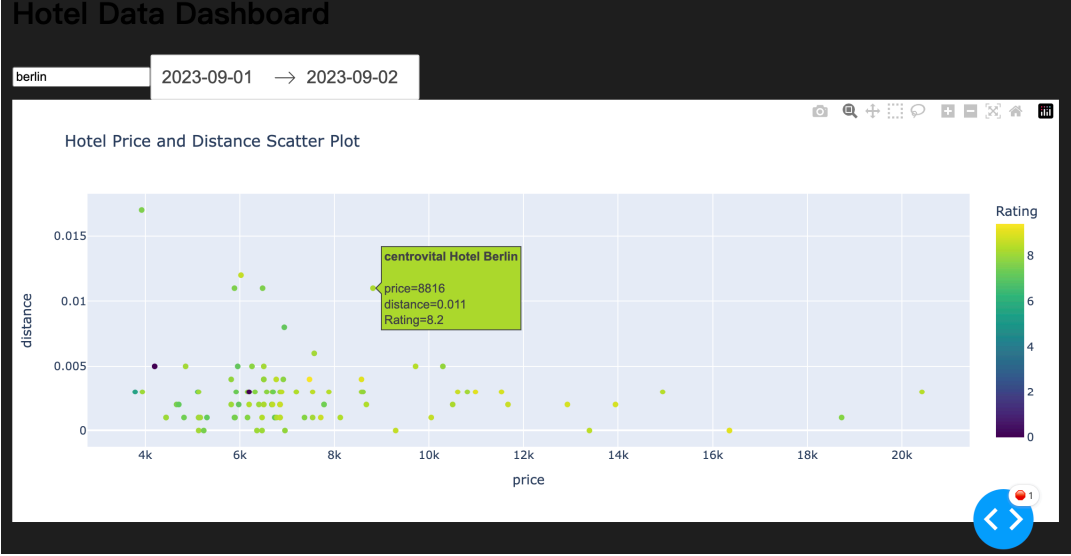 Hotel Data Dashboard
berlin
2023-09-01 → 2023-09-02
Hotel Price and Distance Scatter Plot
Rating
0.015
0.01
0.005
0
distance
centrovital Hotel Berlin
price=8816
distance=0.011
Rating=8.2
8
6
4
2
0
4k 6k 8k 10k 12k 14k 16k 18k 20k
price
1